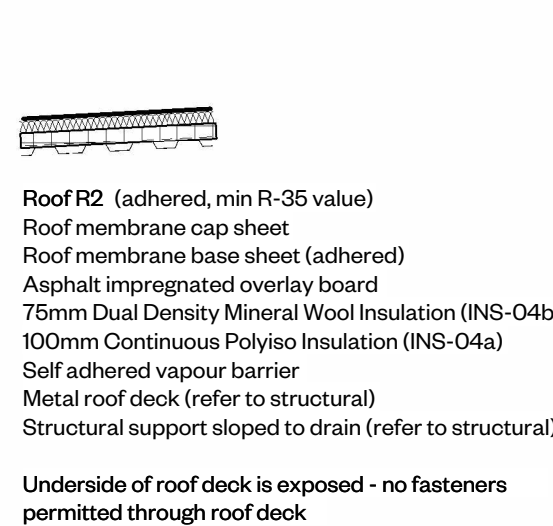 Roof R2 (adhered, min R-35 value)
Roof membrane cap sheet
Roof membrane base sheet (adhered)
Asphalt impregnated overlay board
75mm Dual Density Mineral Wool Insulation (INS-04b
100mm Continuous Polyiso Insulation (INS-04a)
Self adhered vapour barrier
Metal roof deck (refer to structural)
Structural support sloped to drain (refer to structural)
Underside of roof deck is exposed - no fasteners
permitted through roof deck